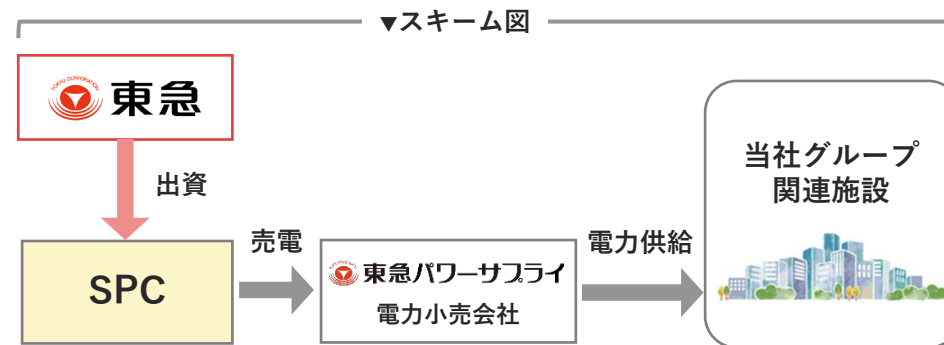 ▼スキーム図
TOKYU CORPORATION
東急
出資
SPC
売電
東急パワーサプライ
電力小売会社
電力供給
当社グループ
関連施設